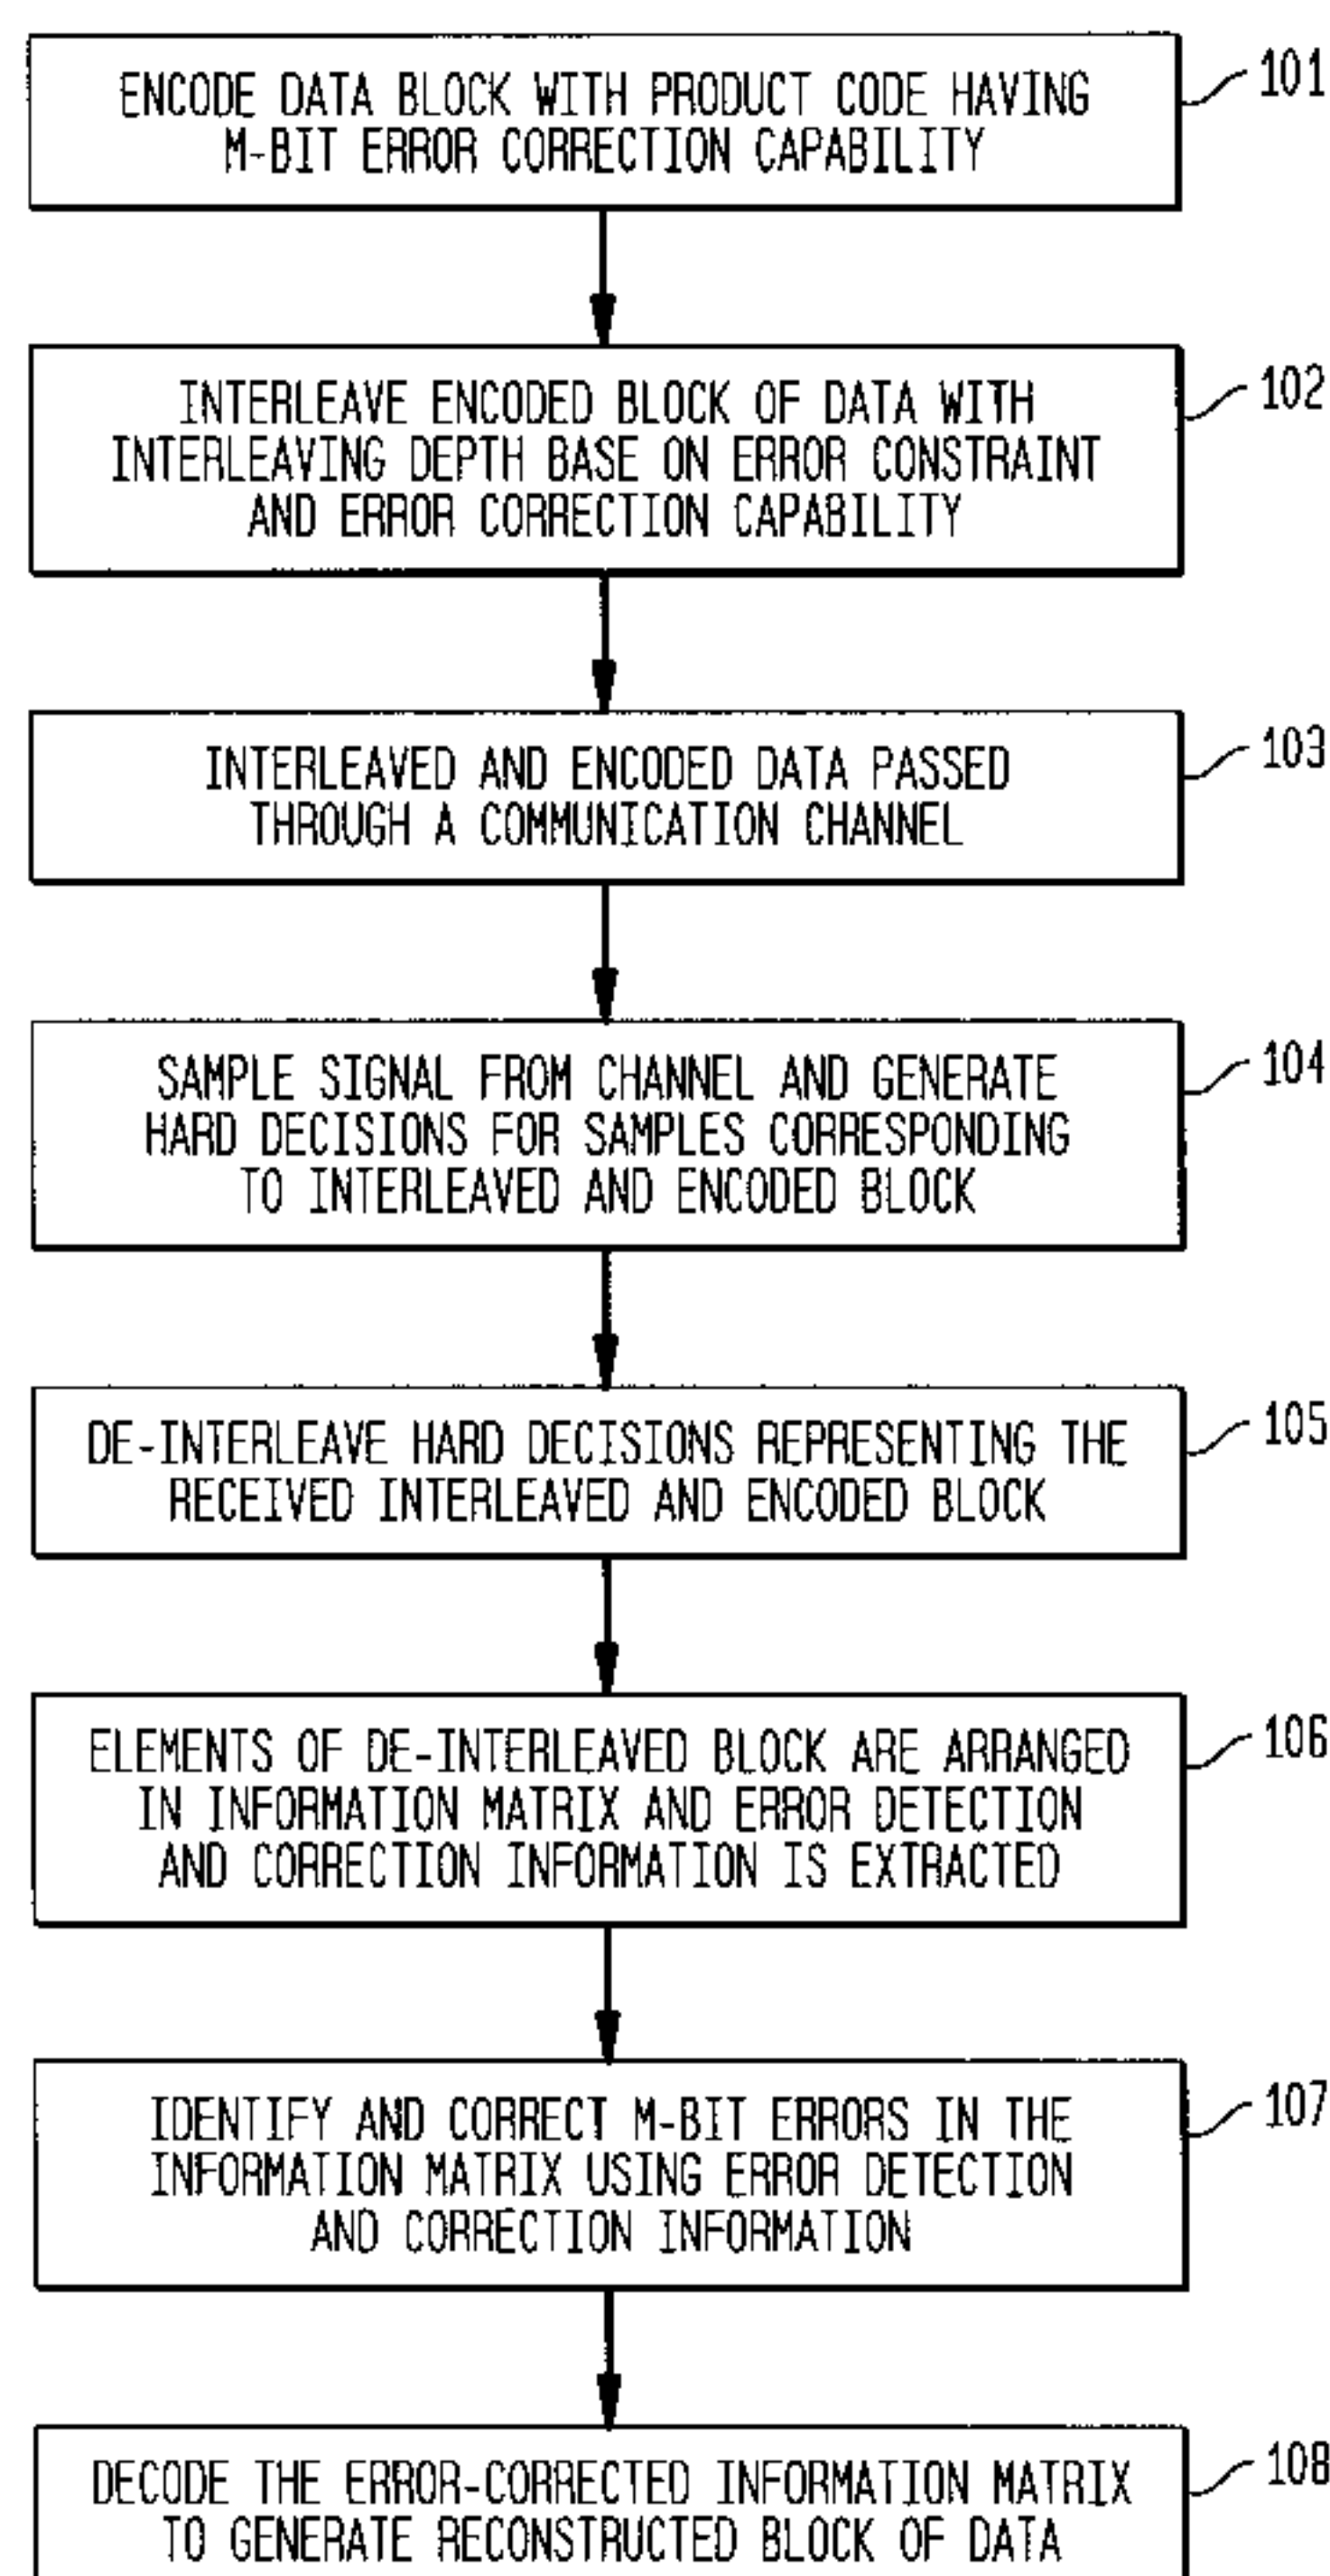 ENCODE DATA BLOCK WITH PRODUCT CODE HAVING
M-BIT ERROR CORRECTION CAPABILITY
101
INTERLEAVE ENCODED BLOCK OF DATA WITH
INTERLEAVING DEPTH BASE ON ERROR CONSTRAINT
AND ERROR CORRECTION CAPABILITY
102
INTERLEAVED AND ENCODED DATA PASSED
THROUGH A COMMUNICATION CHANNEL
103
SAMPLE SIGNAL FROM CHANNEL AND GENERATE
HARD DECISIONS FOR SAMPLES CORRESPONDING
TO INTERLEAVED AND ENCODED BLOCK
104
DE-INTERLEAVE HARD DECISIONS REPRESENTING THE
RECEIVED INTERLEAVED AND ENCODED BLOCK
105
ELEMENTS OF DE-INTERLEAVED BLOCK ARE ARRANGED
IN INFORMATION MATRIX AND ERROR DETECTION
AND CORRECTION INFORMATION IS EXTRACTED
106
IDENTIFY AND CORRECT M-BIT ERRORS IN THE
INFORMATION MATRIX USING ERROR DETECTION
AND CORRECTION INFORMATION
107
DECODE THE ERROR-CORRECTED INFORMATION MATRIX
TO GENERATE RECONSTRUCTED BLOCK OF DATA
108